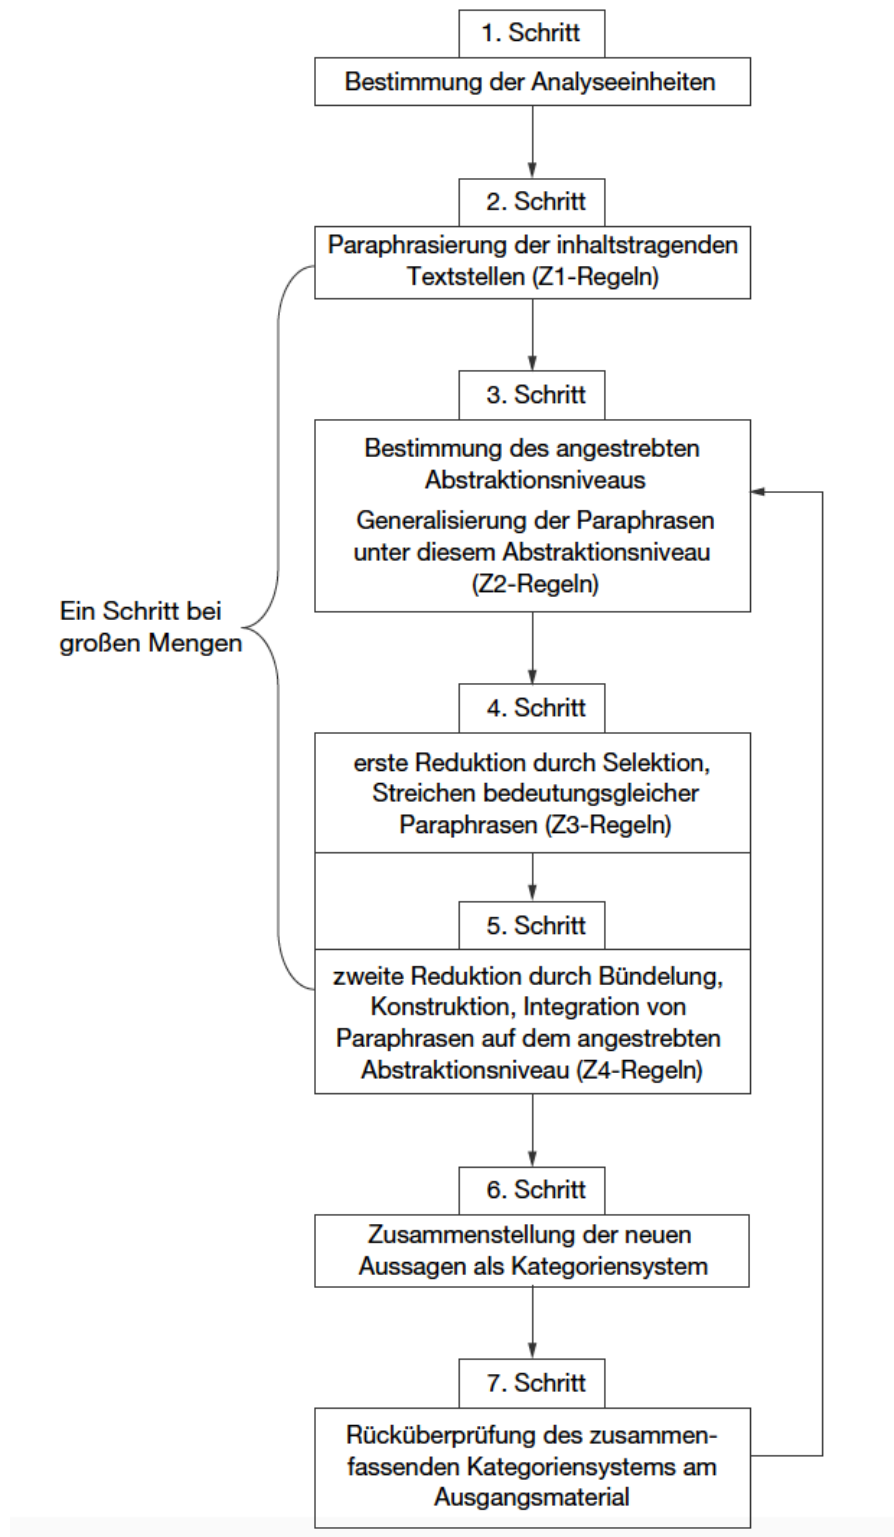 1. Schritt
Bestimmung der Analyseeinheiten
2. Schritt
Paraphrasierung der inhaltstragenden
Textstellen (Z1-Regeln)
3. Schritt
Bestimmung des angestrebten
Abstraktionsniveaus
Generalisierung der Paraphrasen
unter diesem Abstraktionsniveau
(Z2-Regeln)
Ein Schritt bei
großen Mengen
4. Schritt
erste Reduktion durch Selektion,
Streichen bedeutungsgleicher
Paraphrasen (Z3-Regeln)
5. Schritt
zweite Reduktion durch Bündelung,
Konstruktion, Integration von
Paraphrasen auf dem angestrebten
Abstraktionsniveau (Z4-Regeln)
6. Schritt
Zusammenstellung der neuen
Aussagen als Kategoriensystem
7. Schritt
Rücküberprüfung des zusammen-
fassenden Kategoriensystems am
Ausgangsmaterial